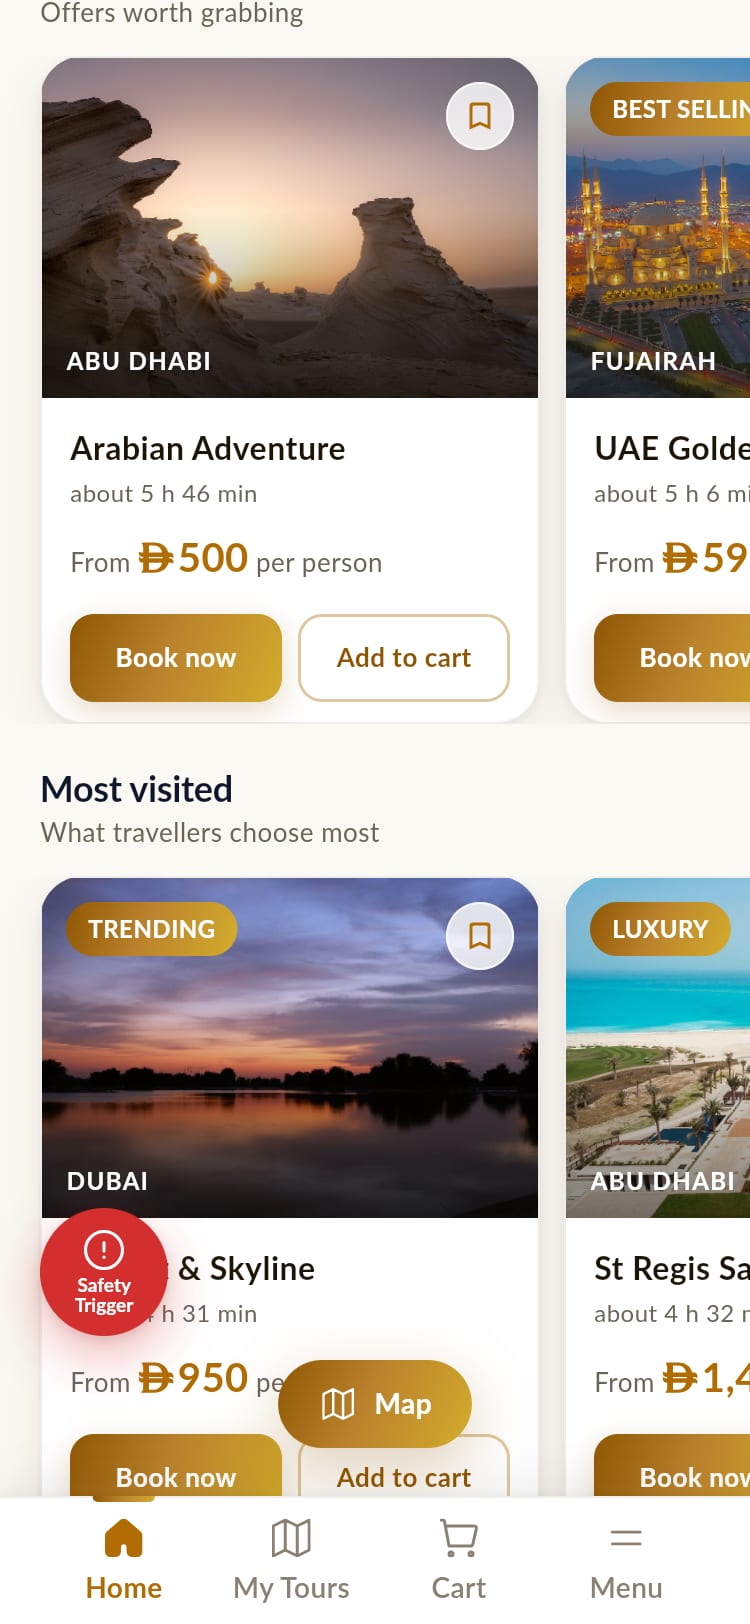 Offers worth grabbing
BEST SELLIN
ABU DHABI
FUJAIRAH
Arabian Adventure
UAE Golde
about 5 h 46 min
about 5 h 6 mi
From 500 per person
From 59
Book now
Add to cart
Book now
Most visited
What travellers choose most
TRENDING
LUXURY
DUBAI
ABU DHABI
& Skyline
St Regis Sa
h 31 min
about 4 h 32 m
Safety
Trigger
From 950 pe
From 1,4
Map
Book now
Add to cart
Book now
Home
My Tours
Cart
Menu